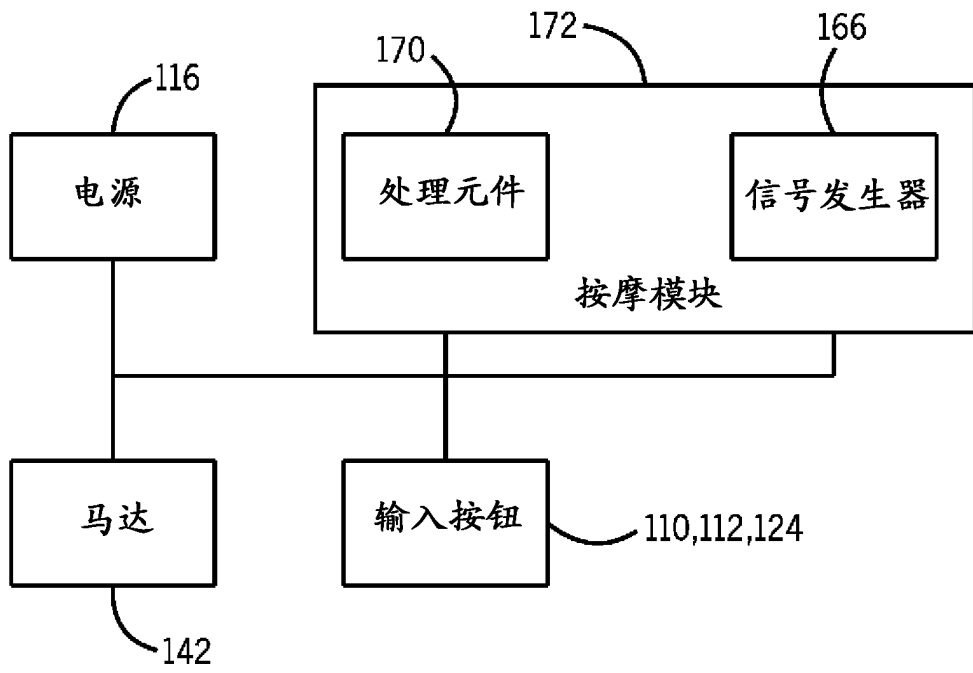 172
166
170
116
电源
处理元件
信号发生器
按摩模块
马达
输入按钮
110,112,124
142